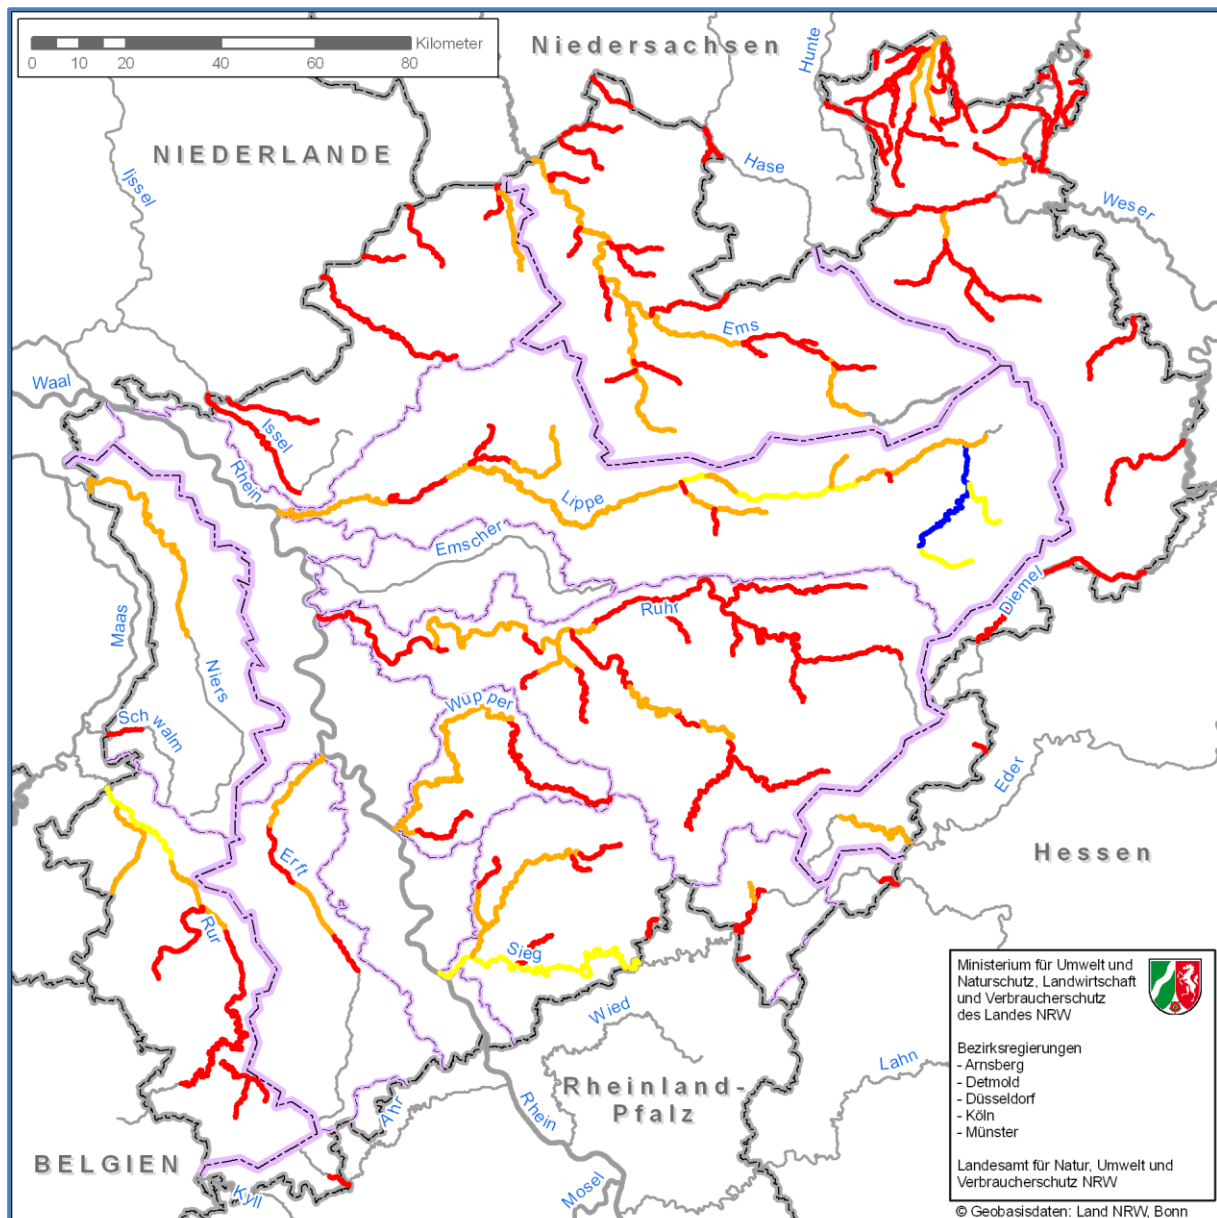 Kilometer
0 10 20 40 60 80
Niedersachsen
Hunte
NIEDERLANDE
Ijssel
Hase
Weser
Ems
Waal
Issel
Rhein
Lippe
Emscher
Ruhr
Diemel
Maas
Niers
Schwalm
Wupper
Eder
Hessen
Erft
Rur
Sieg
Wied
Lahn
Rheinland-
Pfalz
Rhein
Ahr
BELGIEN
Kyll
Mosel
Ministerium für Umwelt und
Naturschutz, Landwirtschaft
und Verbraucherschutz
des Landes NRW
Bezirksregierungen
- Arnsberg
- Detmold
- Düsseldorf
- Köln
- Münster
Landesamt für Natur, Umwelt und
Verbraucherschutz NRW
© Geobasisdaten: Land NRW, Bonn